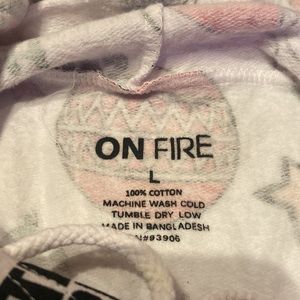 ON FIRE
L
100% COTTON
MACHINE WASH COLD
TUMBLE DRY LOW
MADE IN BANGLADESH
N#93906